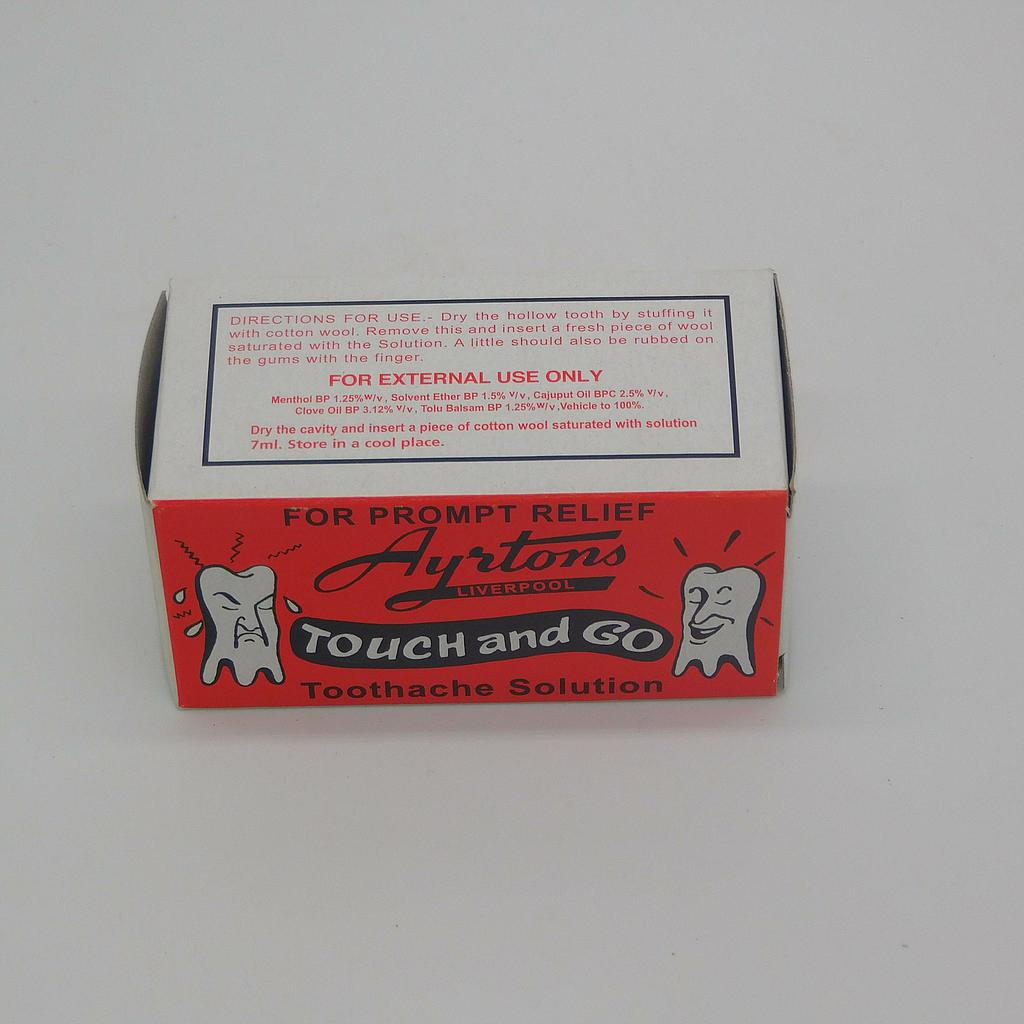 DIRECTIONS FOR USE.- Dry the hollow tooth by stuffing it
with cotton wool. Remove this and insert a fresh piece of wool
saturated with the Solution. A little should also be rubbed on
the gums with the finger.
FOR EXTERNAL USE ONLY
Menthol BP 1.25%w/v, Solvent Ether BP 1.5% v/v, Cajuput Oil BPC 2.5% v/v,
Clove Oil BP 3.12% v/v, Tolu Balsam BP 1.25%w/v, Vehicle to 100%.
Dry the cavity and insert a piece of cotton wool saturated with solution
7ml. Store in a cool place.
FOR PROMPT RELIEF
Ayrtons
LIVERPOOL
TOUCH and GO
Toothache Solution